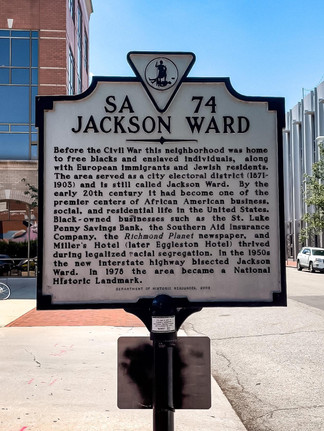 SA 74
JACKSON WARD
Before the Civil War this neighborhood was home
to free blacks and enslaved individuals, along
with European immigrants and Jewish residents.
The area served as a city electoral district (1871-
1903) and is still called Jackson Ward. By the
early 20th century it had become one of the
premier centers of African American business,
social, and residential life in the United States.
Black-owned businesses such as the St. Luke
Penny Savings Bank, the Southern Aid Insurance
Company, the Richmond Planet newspaper, and
Miller's Hotel (later Eggleston Hotel) thrived
during legalized racial segregation. In the 1950s
the new interstate highway bisected Jackson
Ward. In 1978 the area became a National
Historic Landmark.
DEPARTMENT OF HISTORIC RESOURCES,